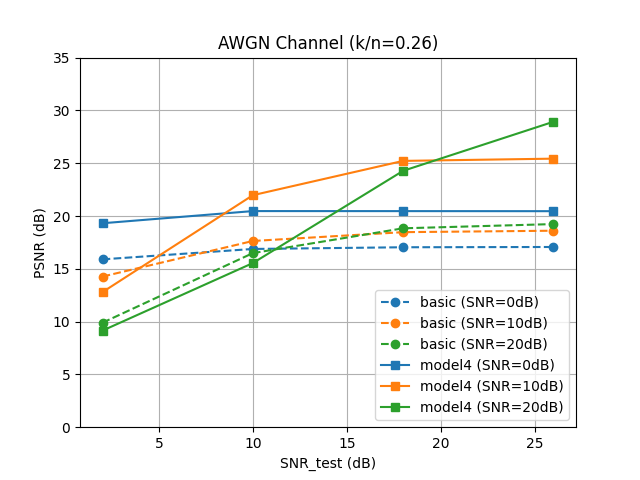 AWGN Channel (k/n=0.26)
PSNR (dB)
35
30
25
20
15
10
5
0
5
10
15
20
25
SNR_test (dB)
basic (SNR=0dB)
basic (SNR=10dB)
basic (SNR=20dB)
model4 (SNR=0dB)
model4 (SNR=10dB)
model4 (SNR=20dB)